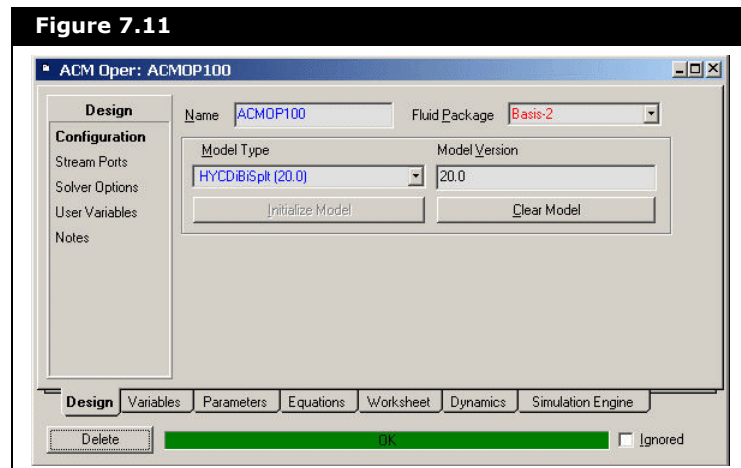 Figure 7.11
ACM Oper: ACMOP100
Design
Configuration
Stream Ports
Solver Options
User Variables
Notes
Name ACMOP100 Fluid Package Basis-2
Model Type Model Version
HYCDiBiSplt (20.0) 20.0
Initialize Model Clear Model
Design Variables Parameters Equations Worksheet Dynamics Simulation Engine
Delete OK Ignored